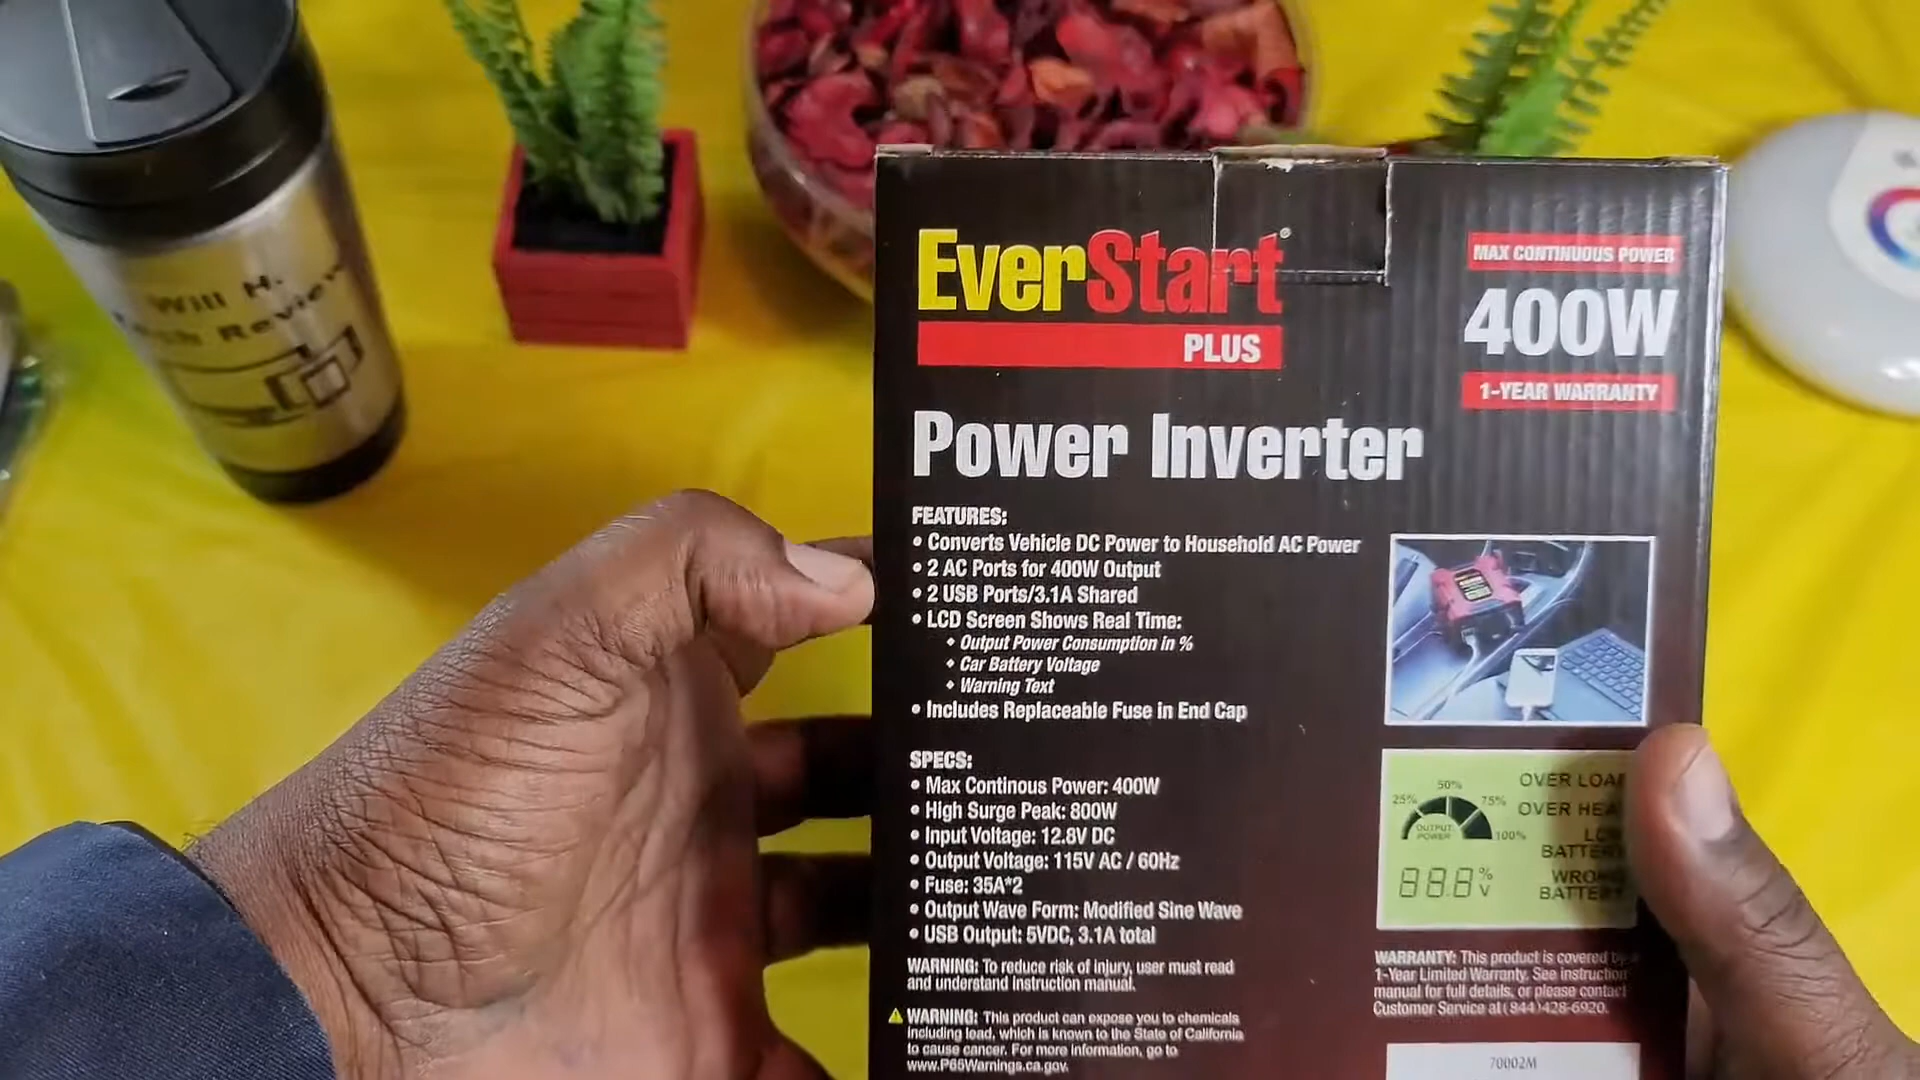 Will H.
Tech Review
EverStart®
PLUS
MAX CONTINUOUS POWER
400W
1-YEAR WARRANTY
Power Inverter
FEATURES:
• Converts Vehicle DC Power to Household AC Power
• 2 AC Ports for 400W Output
• 2 USB Ports/3.1A Shared
• LCD Screen Shows Real Time:
Output Power Consumption in %
Car Battery Voltage
Warning Text
• Includes Replaceable Fuse in End Cap
SPECS:
• Max Continous Power: 400W
• High Surge Peak: 800W
• Input Voltage: 12.8V DC
• Output Voltage: 115V AC / 60Hz
• Fuse: 35A*2
• Output Wave Form: Modified Sine Wave
• USB Output: 5VDC, 3.1A total
WARNING: To reduce risk of injury, user must read
and understand instruction manual.
WARNING: This product can expose you to chemicals
including lead, which is known to the State of California
to cause cancer. For more information, go to
www.P65Warnings.ca.gov.
25% 50% 75% 100%
OUTPUT
POWER
88.8 % V
OVER
OVER
BATTERY
BATTERY
WARRANTY: This product is covered by
1-Year Limited Warranty. See instruction
manual for full details, or please contact
Customer Service at (844)428-6920.
70002M